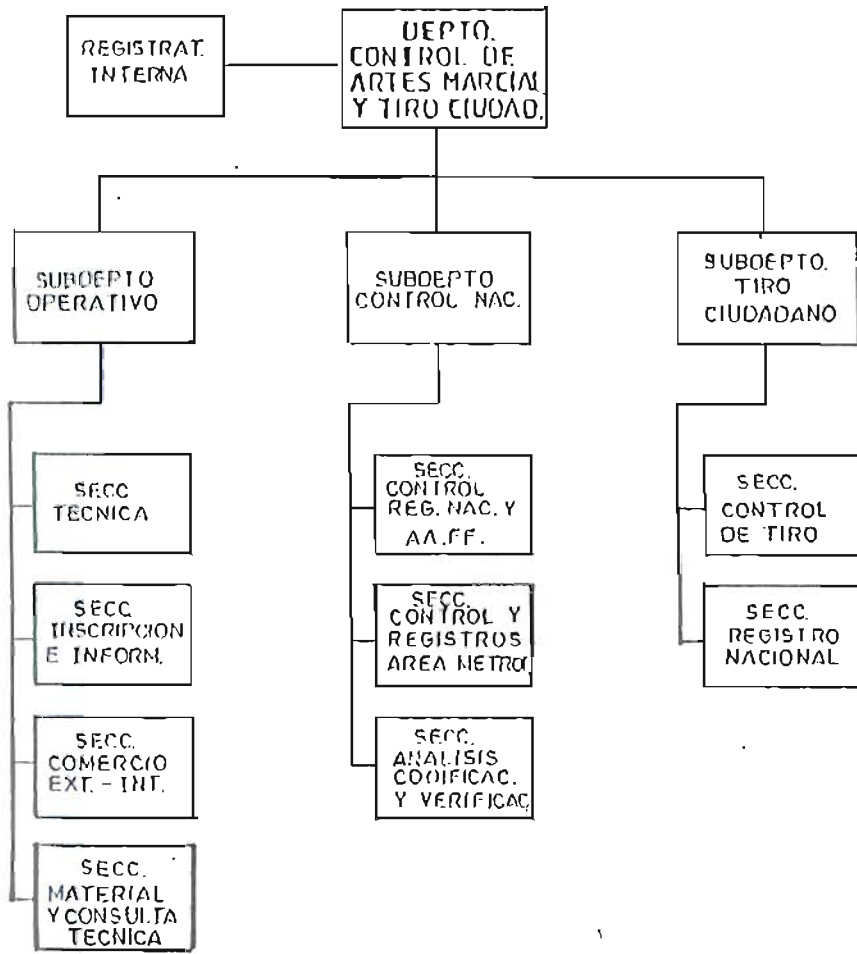 REGISTRAT.
INTERNA
DEPTO.
CONTROL DE
ARTES MARCIAL
Y TIRO CIUDAD.
SUBDEPTO
OPERATIVO
SUBDEPTO
CONTROL NAC.
SUBDEPTO.
TIRO
CIUDADANO
SECC
TECNICA
SECC
INSCRIPCION
E INFORM.
SECC.
COMERCIO
EXT. - INT.
SECC.
MATERIAL
Y CONSULTA
TECNICA
SECC.
CONTROL
REG. NAC. Y
AA.FF.
SECC.
CONTROL Y
REGISTROS
AREA METRO.
SECC.
ANALISIS
CODIFICAC.
Y VERIFICAC.
SECC.
CONTROL
DE TIRO
SECC.
REGISTRO
NACIONAL